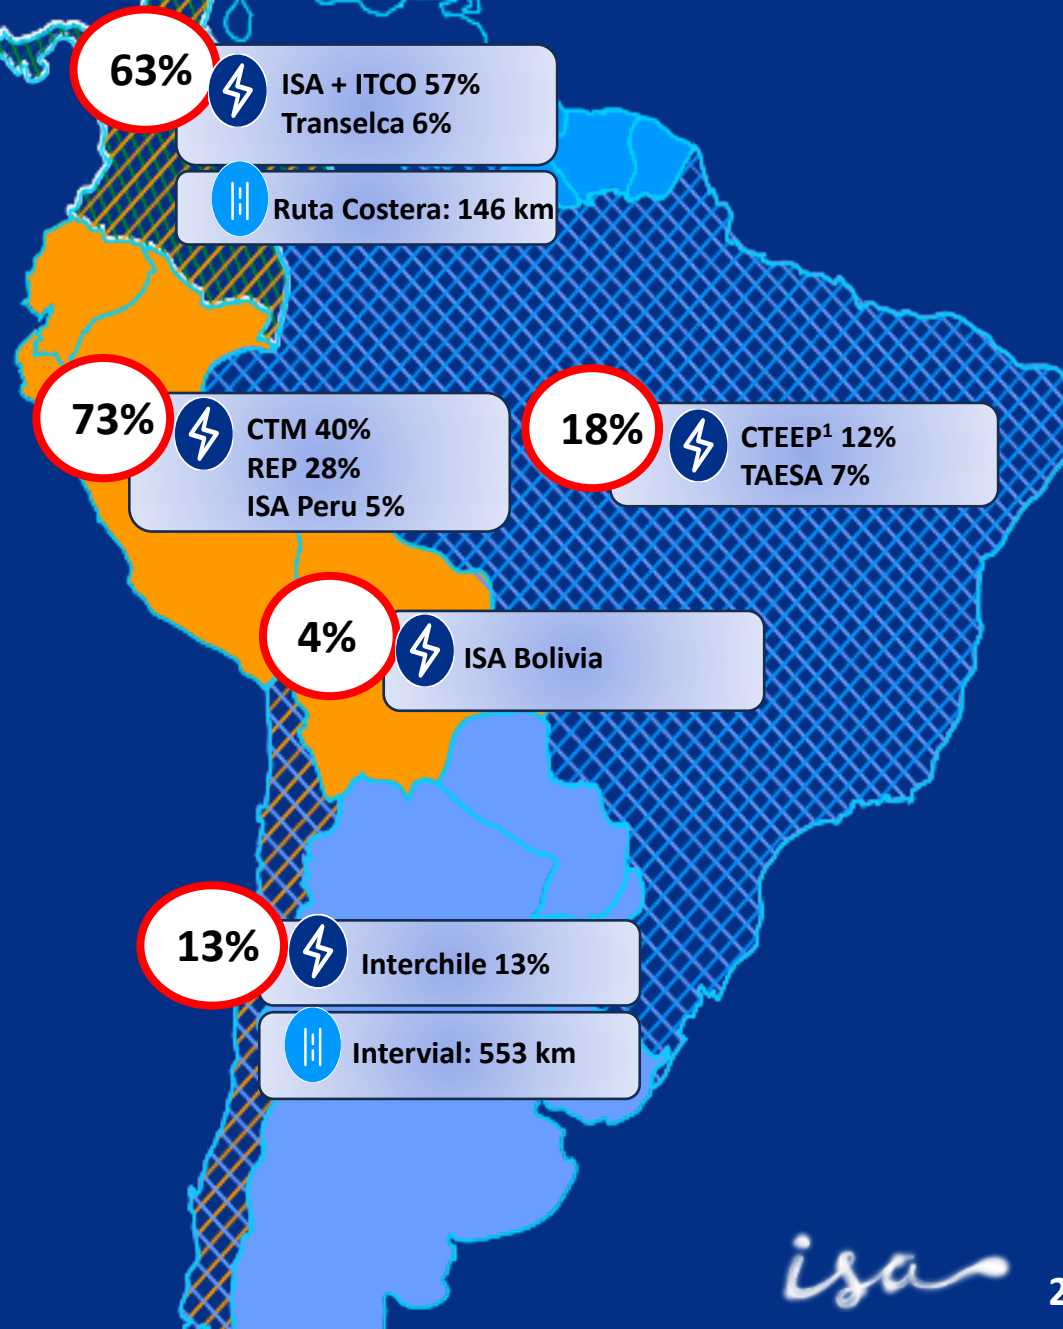 63%
ISA + ITCO 57%
Transelca 6%
Ruta Costera: 146 km
73%
CTM 40%
REP 28%
ISA Peru 5%
18%
CTEEP¹ 12%
TAESA 7%
4%
ISA Bolivia
13%
Interchile 13%
Intervial: 553 km
isa
2